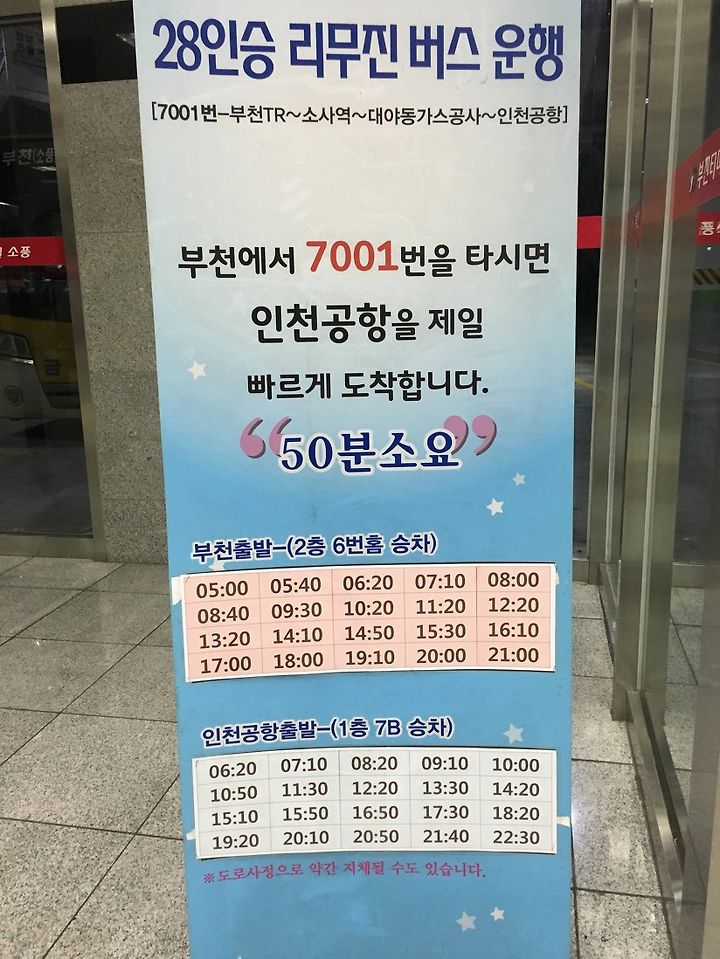 28인승 리무진 버스 운행
[7001번-부천TR~소사역~대야동가스공사~인천공항]
부천에서 7001번을 타시면
인천공항을 제일
빠르게 도착합니다.
“50분소요”
부천출발-(2층 6번홈 승차)
05:00 05:40 06:20 07:10 08:00
08:40 09:30 10:20 11:20 12:20
13:20 14:10 14:50 15:30 16:10
17:00 18:00 19:10 20:00 21:00
인천공항출발-(1층 7B 승차)
06:20 07:10 08:20 09:10 10:00
10:50 11:30 12:20 13:30 14:20
15:10 15:50 16:50 17:30 18:20
19:20 20:10 20:50 21:40 22:30
※도로사정으로 약간 지체될 수도 있습니다.
소풍